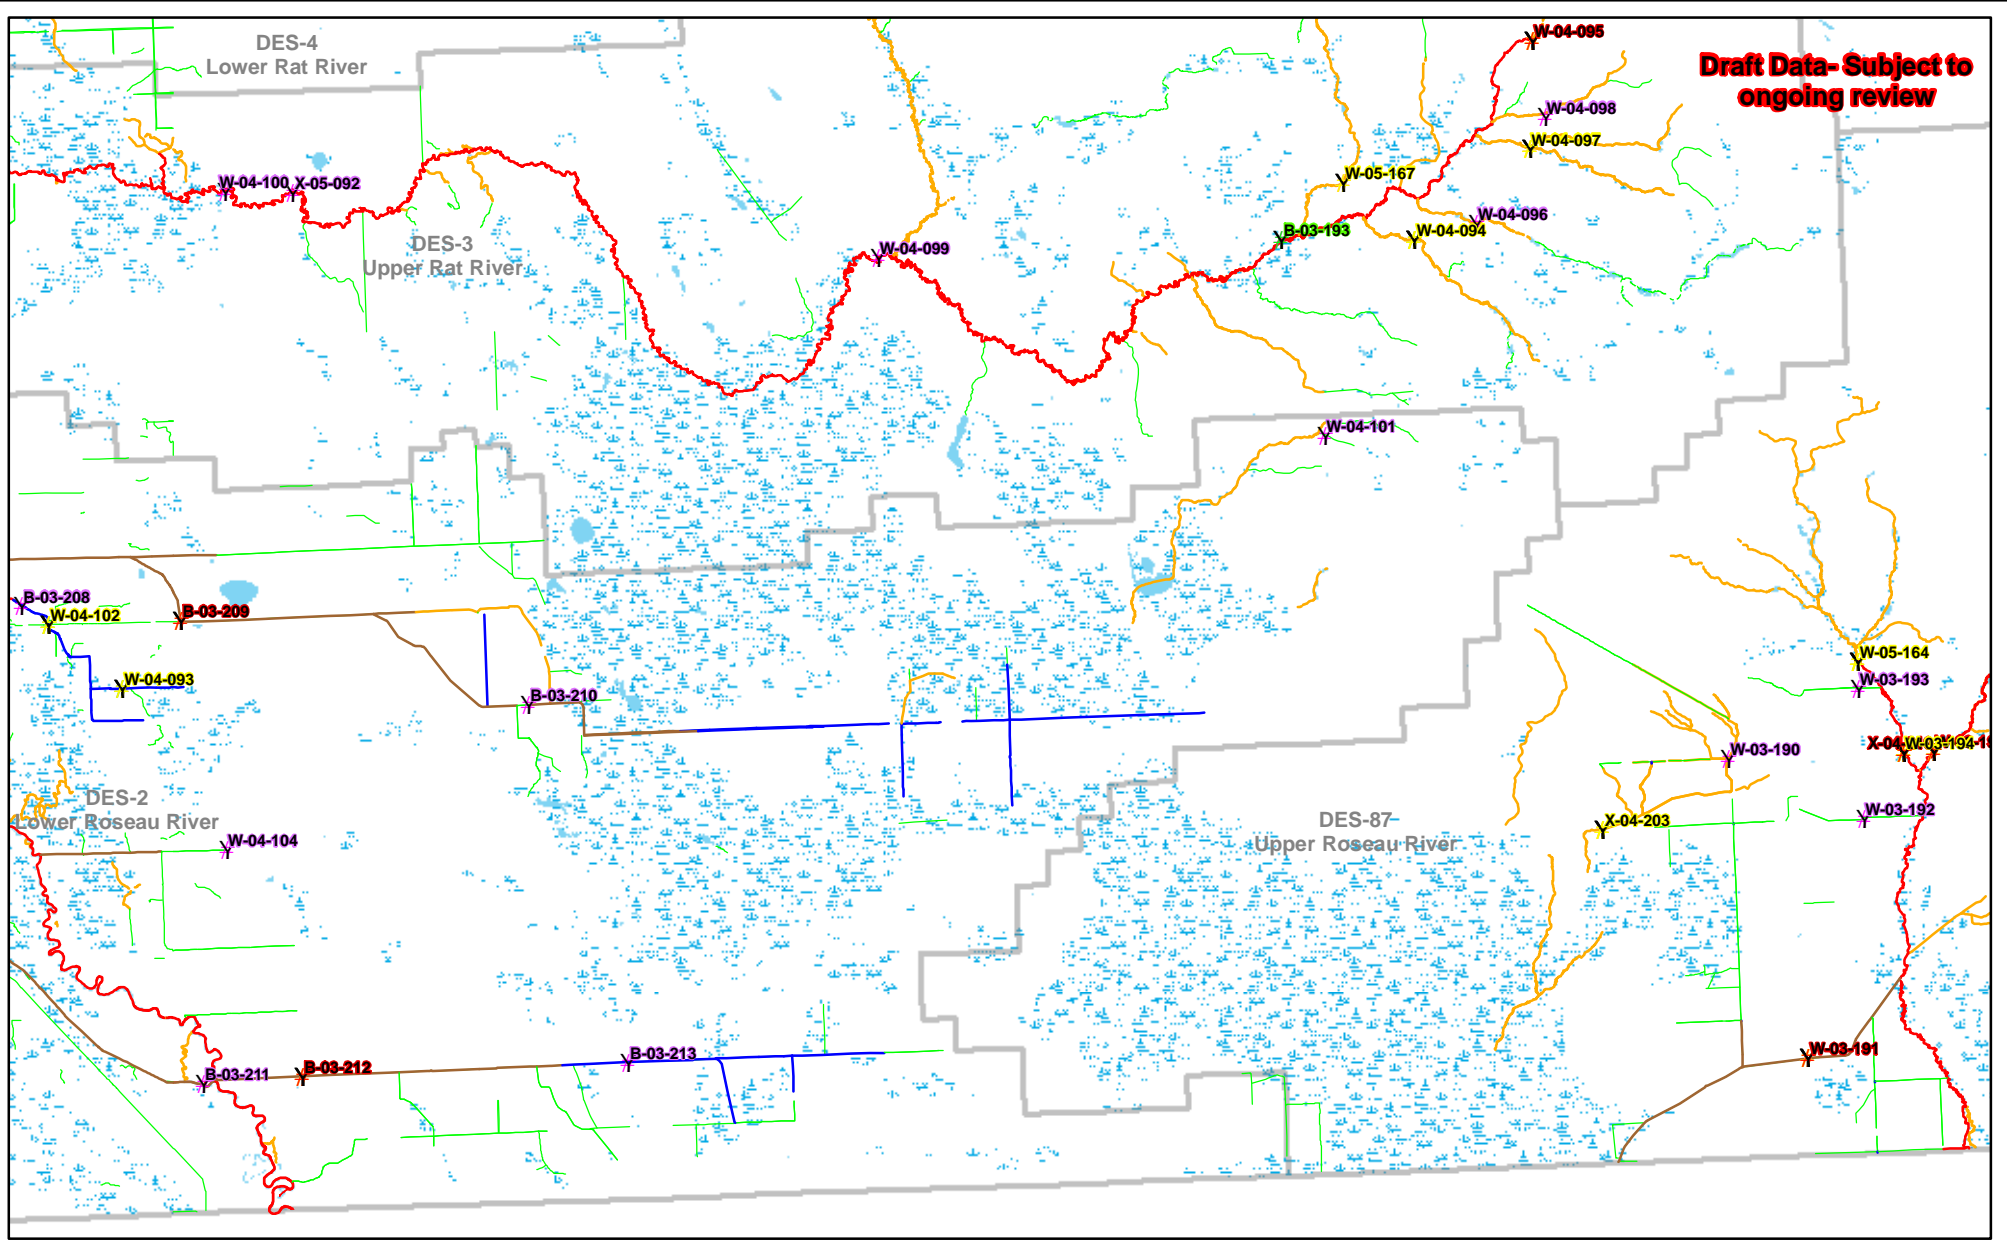 DES-4
Lower Rat River
W-04-095
Draft Data- Subject to
ongoing review
W-04-098
W-04-097
W-05-167
W-04-100
X-05-092
W-04-096
B-03-193
W-04-094
DES-3
Upper Rat River
W-04-099
W-04-101
B-03-208
W-04-102
B-03-209
W-04-093
B-03-210
W-05-164
W-03-193
W-03-190
W-03-194
DES-2
Lower Roseau River
W-04-104
DES-87
Upper Roseau River
X-04-203
W-03-192
B-03-213
B-03-212
B-03-211
W-03-191